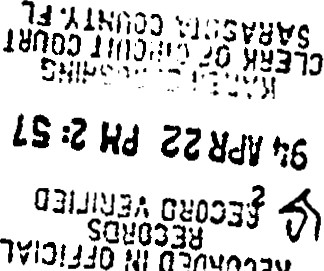 RECORDED IN OFFICIAL
RECORDS
RECORD VERIFIED
94 APR 22 PM 2:57
CLERK OF CIRCUIT COURT
SARASOTA COUNTY, FL